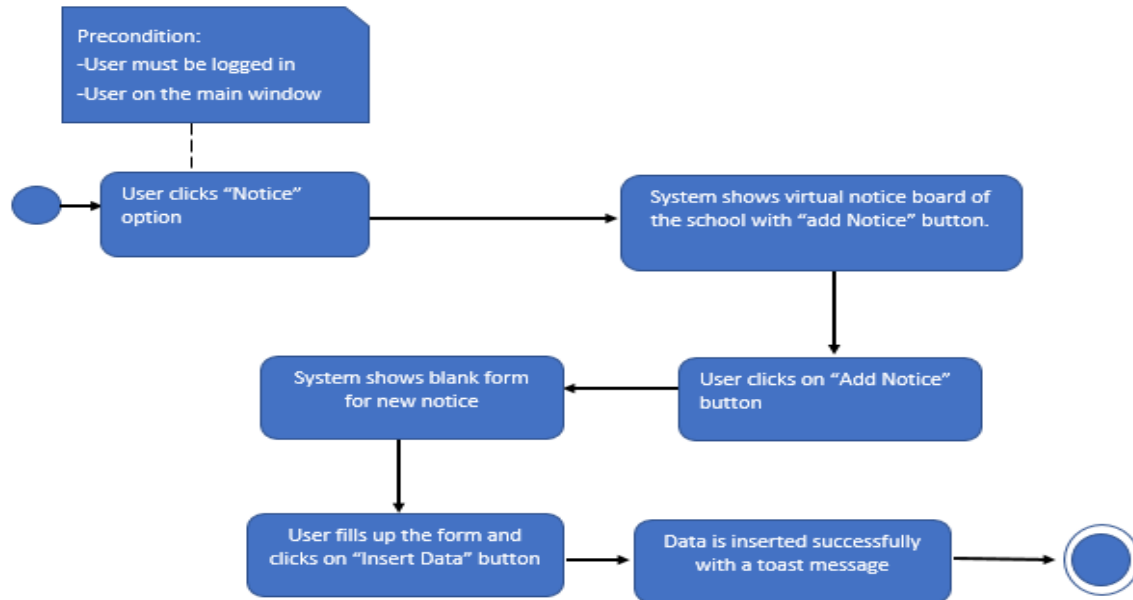 Precondition:
-User must be logged in
-User on the main window
User clicks “Notice”
option
System shows virtual notice board of
the school with “add Notice” button.
User clicks on “Add Notice”
button
System shows blank form
for new notice
User fills up the form and
clicks on “Insert Data” button
Data is inserted successfully
with a toast message